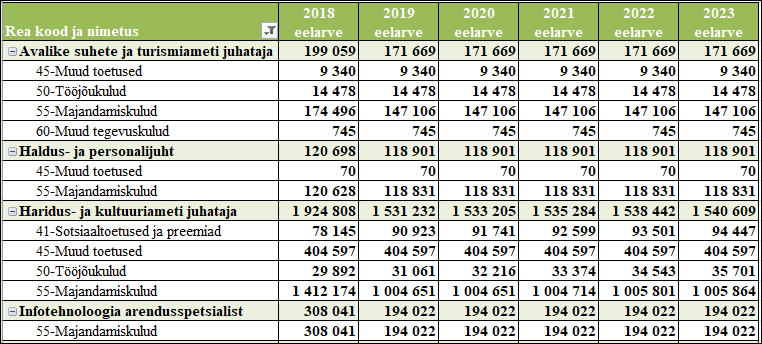 Rea kood ja nimetus 2018 eelarve 2019 eelarve 2020 eelarve 2021 eelarve 2022 eelarve 2023 eelarve
Avalike suhete ja turismiameti juhataja 199 059 171 669 171 669 171 669 171 669 171 669
45-Muud toetused 9 340 9 340 9 340 9 340 9 340 9 340
50-Tööjõukulud 14 478 14 478 14 478 14 478 14 478 14 478
55-Majandamiskulud 174 496 147 106 147 106 147 106 147 106 147 106
60-Muud tegevuskulud 745 745 745 745 745 745
Haldus- ja personalijuht 120 698 118 901 118 901 118 901 118 901 118 901
45-Muud toetused 70 70 70 70 70 70
55-Majandamiskulud 120 628 118 831 118 831 118 831 118 831 118 831
Haridus- ja kultuuriameti juhataja 1 924 808 1 531 232 1 533 205 1 535 284 1 538 442 1 540 609
41-Sotsiaaltoetused ja preemiad 78 145 90 923 91 741 92 599 93 501 94 447
45-Muud toetused 404 597 404 597 404 597 404 597 404 597 404 597
50-Tööjõukulud 29 892 31 061 32 216 33 374 34 543 35 701
55-Majandamiskulud 1 412 174 1 004 651 1 004 651 1 004 714 1 005 801 1 005 864
Infotehnoloogia arendusspetsialist 308 041 194 022 194 022 194 022 194 022 194 022
55-Majandamiskulud 308 041 194 022 194 022 194 022 194 022 194 022